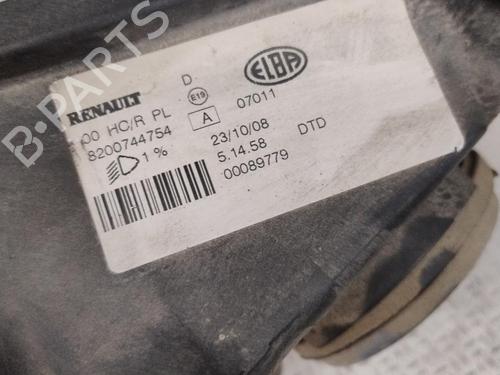 B-PARTS
RENAULT D ELBA
00 HC/R PL E19 A 07011
8200744754 23/10/08
1 % 5.14.58 DTD
00089779